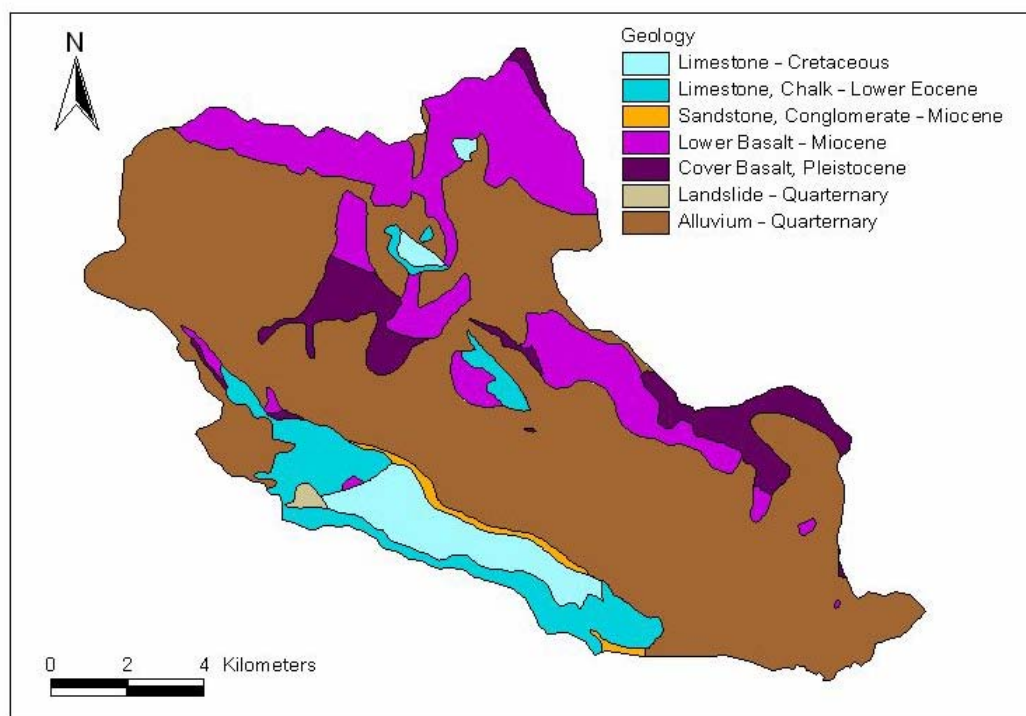 N
Geology
Limestone - Cretaceous
Limestone, Chalk - Lower Eocene
Sandstone, Conglomerate - Miocene
Lower Basalt - Miocene
Cover Basalt, Pleistocene
Landslide - Quarternary
Alluvium - Quarternary
0 2 4 Kilometers